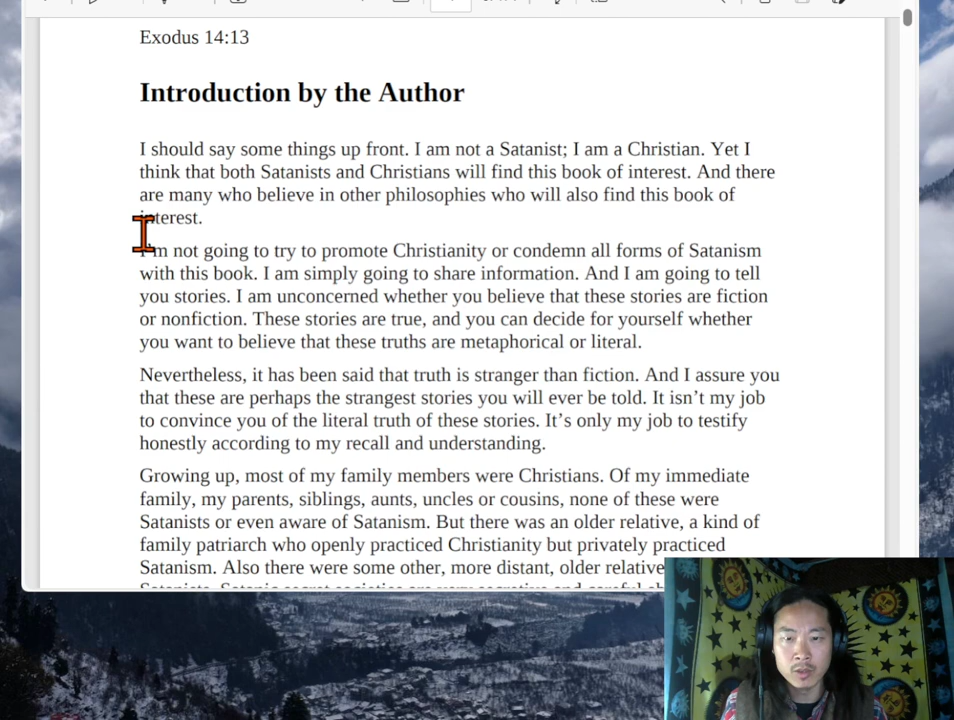 Exodus 14:13
Introduction by the Author
I should say some things up front. I am not a Satanist; I am a Christian. Yet I
think that both Satanists and Christians will find this book of interest. And there
are many who believe in other philosophies who will also find this book of
interest.
I'm not going to try to promote Christianity or condemn all forms of Satanism
with this book. I am simply going to share information. And I am going to tell
you stories. I am unconcerned whether you believe that these stories are fiction
or nonfiction. These stories are true, and you can decide for yourself whether
you want to believe that these truths are metaphorical or literal.
Nevertheless, it has been said that truth is stranger than fiction. And I assure you
that these are perhaps the strangest stories you will ever be told. It isn't my job
to convince you of the literal truth of these stories. It's only my job to testify
honestly according to my recall and understanding.
Growing up, most of my family members were Christians. Of my immediate
family, my parents, siblings, aunts, uncles or cousins, none of these were
Satanists or even aware of Satanism. But there was an older relative, a kind of
family patriarch who openly practiced Christianity but privately practiced
Satanism. Also there were some other, more distant, older relative